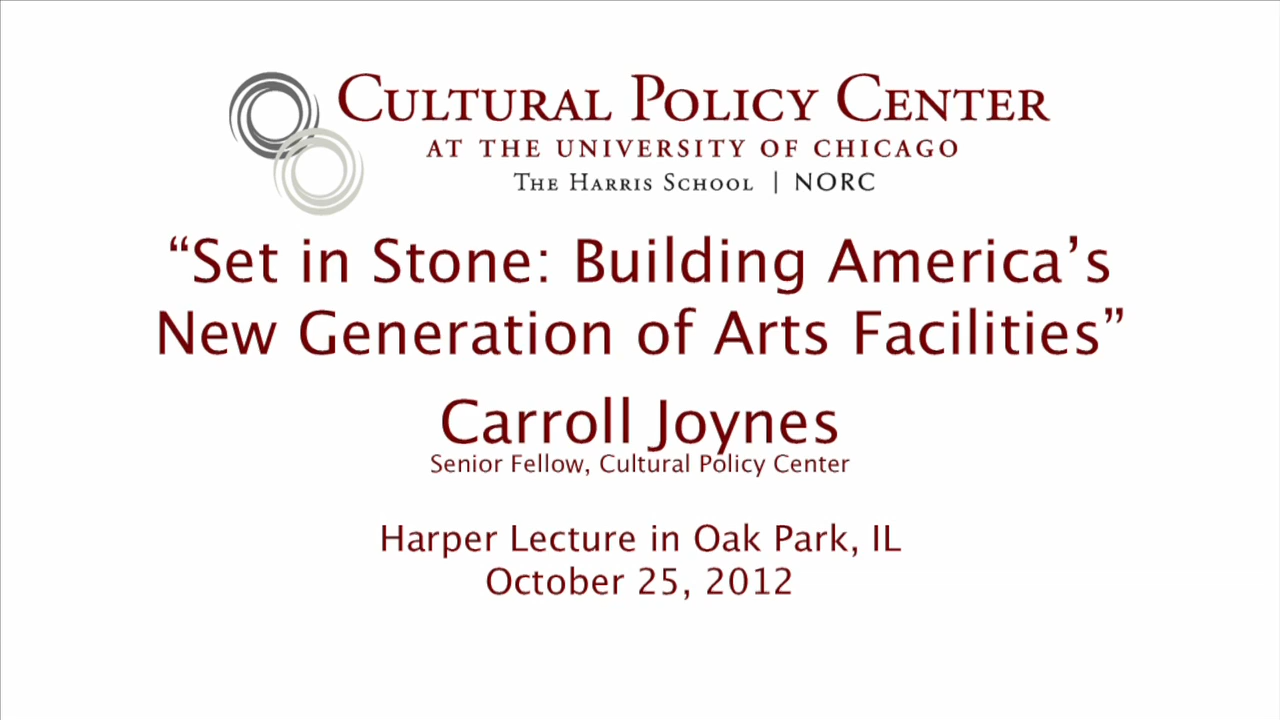 CULTURAL POLICY CENTER
AT THE UNIVERSITY OF CHICAGO
THE HARRIS SCHOOL | NORC
“Set in Stone: Building America’s
New Generation of Arts Facilities”
Carroll Joynes
Senior Fellow, Cultural Policy Center
Harper Lecture in Oak Park, IL
October 25, 2012